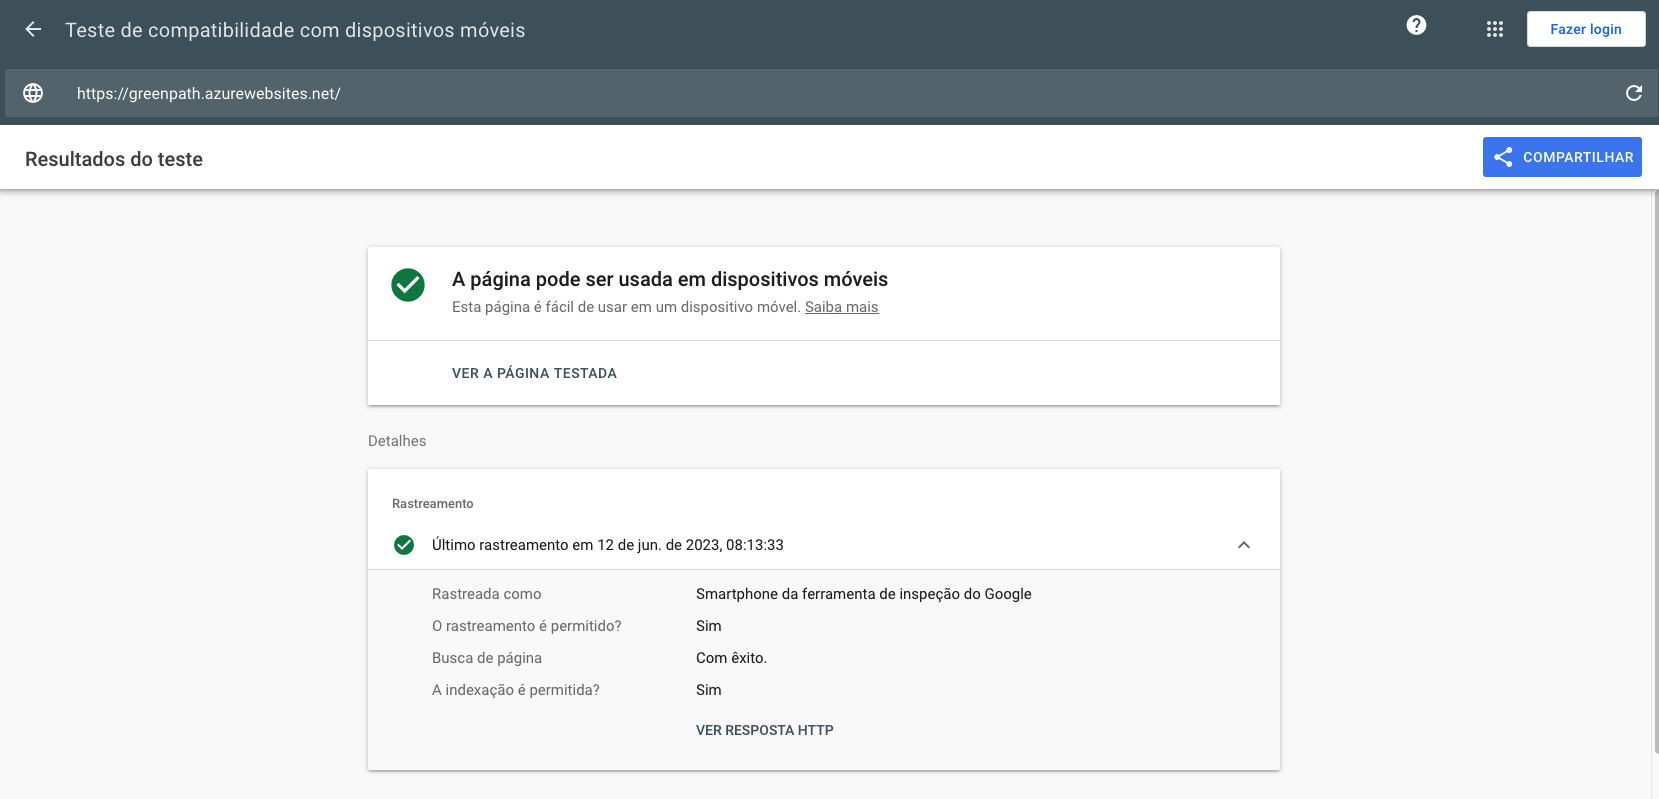 Teste de compatibilidade com dispositivos móveis
Fazer login
https://greenpath.azurewebsites.net/
Resultados do teste
COMPARTILHAR
A página pode ser usada em dispositivos móveis
Esta página é fácil de usar em um dispositivo móvel. Saiba mais
VER A PÁGINA TESTADA
Detalhes
Rastreamento
Último rastreamento em 12 de jun. de 2023, 08:13:33
Rastreada como Smartphone da ferramenta de inspeção do Google
O rastreamento é permitido? Sim
Busca de página Com êxito.
A indexação é permitida? Sim
VER RESPOSTA HTTP